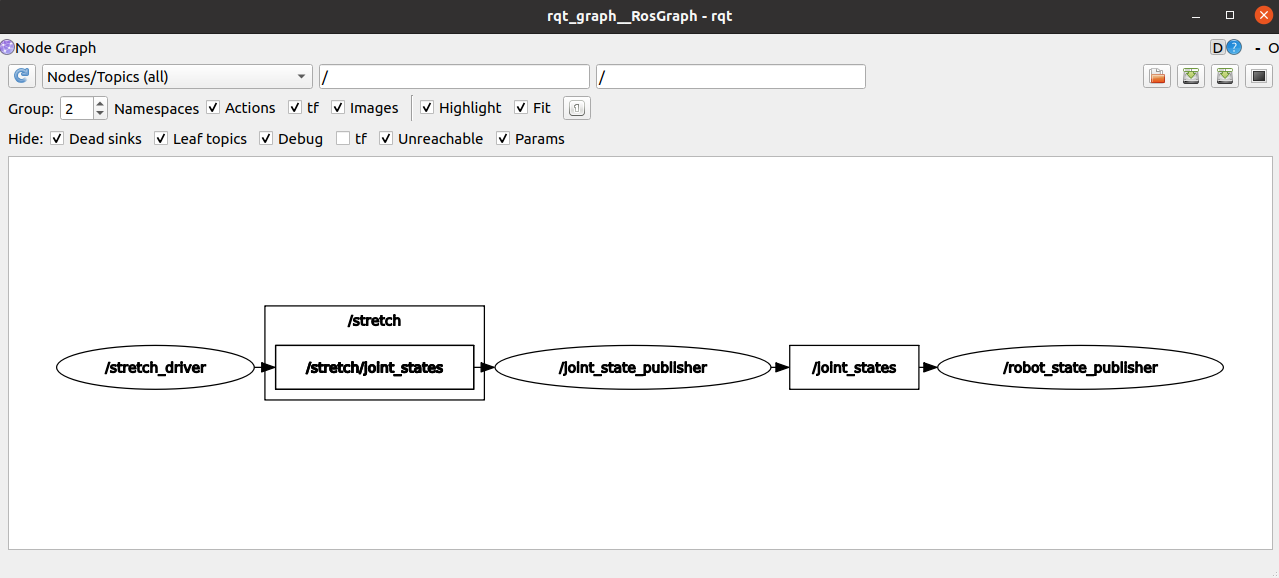 rqt_graph__RosGraph - rqt
Node Graph D ? - O
Nodes/Topics (all) / /
Group: 2 Namespaces Actions tf Images Highlight Fit
Hide: Dead sinks Leaf topics Debug tf Unreachable Params
/stretch
/stretch_driver /stretch/joint_states /joint_state_publisher /joint_states /robot_state_publisher